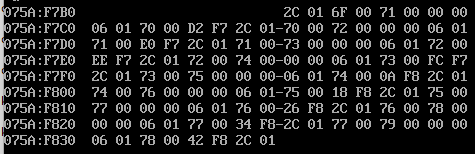 075A:F7B0 2C 01 6F 00 71 00 00 00
075A:F7C0 06 01 70 00 D2 F7 2C 01-70 00 72 00 00 00 06 01
075A:F7D0 71 00 E0 F7 2C 01 71 00-73 00 00 00 06 01 72 00
075A:F7E0 EE F7 2C 01 72 00 74 00-00 00 06 01 73 00 FC F7
075A:F7F0 2C 01 73 00 75 00 00 00-06 01 74 00 0A F8 2C 01
075A:F800 74 00 76 00 00 00 06 01-75 00 18 F8 2C 01 75 00
075A:F810 77 00 00 00 06 01 76 00-26 F8 2C 01 76 00 78 00
075A:F820 00 00 06 01 77 00 34 F8-2C 01 77 00 79 00 00 00
075A:F830 06 01 78 00 42 F8 2C 01